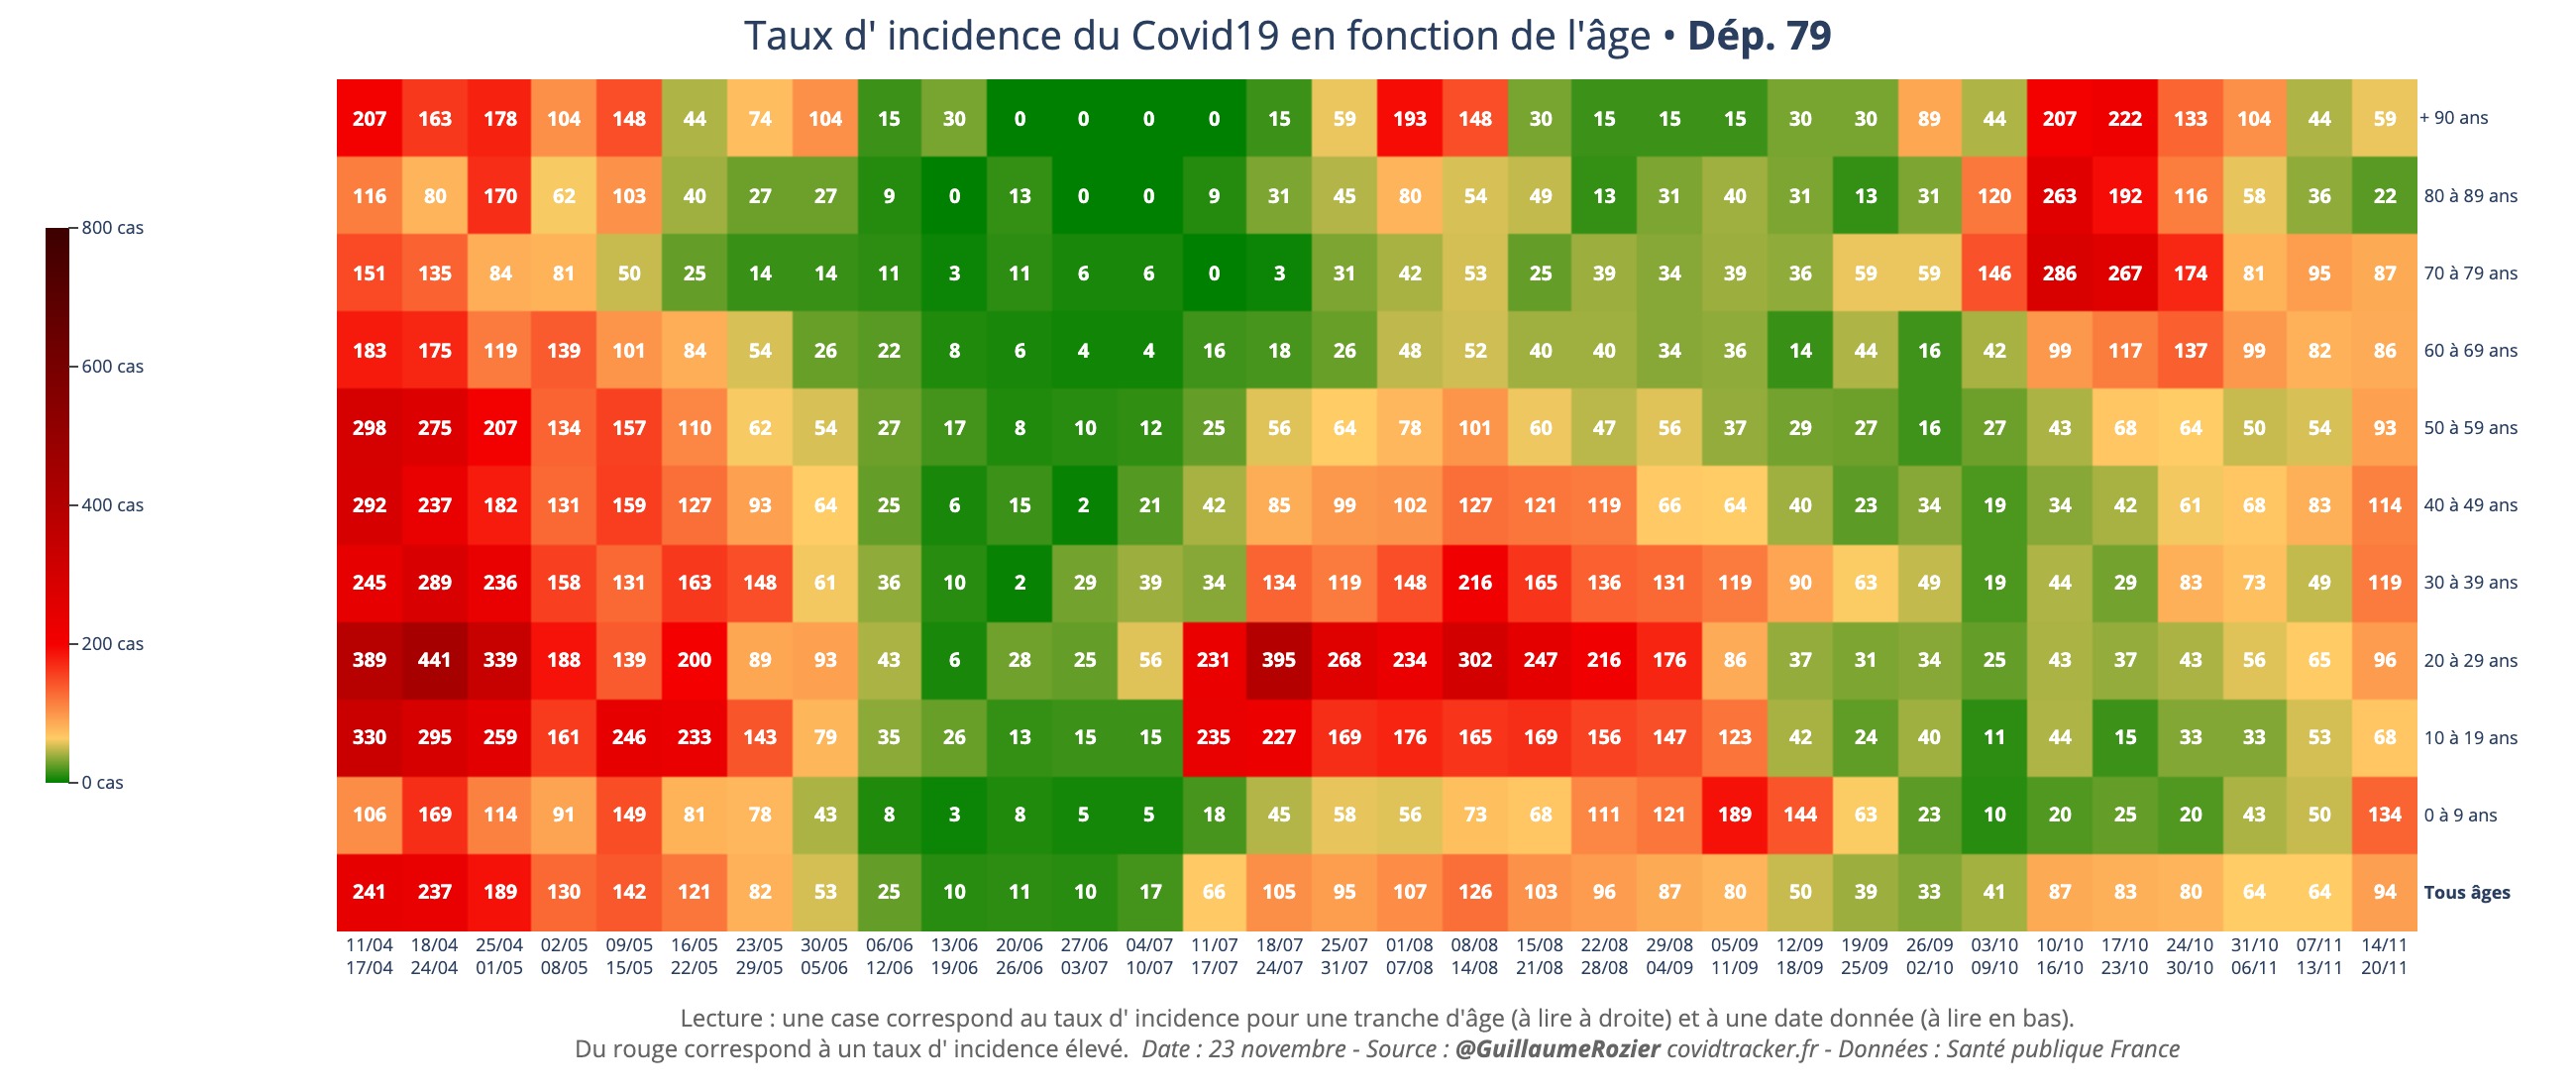 Taux d' incidence du Covid19 en fonction de l'âge • Dép. 79
800 cas
600 cas
400 cas
200 cas
0 cas
207 163 178 104 148 44 74 104 15 30 0 0 0 0 15 59 193 148 30 15 15 15 30 30 89 44 207 222 133 104 44 59 + 90 ans
116 80 170 62 103 40 27 27 9 0 13 0 0 9 31 45 80 54 49 13 31 40 31 13 31 120 263 192 116 58 36 22 80 à 89 ans
151 135 84 81 50 25 14 14 11 3 11 6 6 0 3 31 42 53 25 39 34 39 36 59 59 146 286 267 174 81 95 87 70 à 79 ans
183 175 119 139 101 84 54 26 22 8 6 4 4 16 18 26 48 52 40 40 34 36 14 44 16 42 99 117 137 99 82 86 60 à 69 ans
298 275 207 134 157 110 62 54 27 17 8 10 12 25 56 64 78 101 60 47 56 37 29 27 16 27 43 68 64 50 54 93 50 à 59 ans
292 237 182 131 159 127 93 64 25 6 15 2 21 42 85 99 102 127 121 119 66 64 40 23 34 19 34 42 61 68 83 114 40 à 49 ans
245 289 236 158 131 163 148 61 36 10 2 29 39 34 134 119 148 216 165 136 131 119 90 63 49 19 44 29 83 73 49 119 30 à 39 ans
389 441 339 188 139 200 89 93 43 6 28 25 56 231 395 268 234 302 247 216 176 86 37 31 34 25 43 37 43 56 65 96 20 à 29 ans
330 295 259 161 246 233 143 79 35 26 13 15 15 235 227 169 176 165 169 156 147 123 42 24 40 11 44 15 33 33 53 68 10 à 19 ans
106 169 114 91 149 81 78 43 8 3 8 5 5 18 45 58 56 73 68 111 121 189 144 63 23 10 20 25 20 43 50 134 0 à 9 ans
241 237 189 130 142 121 82 53 25 10 11 10 17 66 105 95 107 126 103 96 87 80 50 39 33 41 87 83 80 64 64 94 Tous âges
11/04 18/04 25/04 02/05 09/05 16/05 23/05 30/05 06/06 13/06 20/06 27/06 04/07 11/07 18/07 25/07 01/08 08/08 15/08 22/08 29/08 05/09 12/09 19/09 26/09 03/10 10/10 17/10 24/10 31/10 07/11 14/11
17/04 24/04 01/05 08/05 15/05 22/05 29/05 05/06 12/06 19/06 26/06 03/07 10/07 17/07 24/07 31/07 07/08 14/08 21/08 28/08 04/09 11/09 18/09 25/09 02/10 09/10 16/10 23/10 30/10 06/11 13/11 20/11
Lecture : une case correspond au taux d' incidence pour une tranche d'âge (à lire à droite) et à une date donnée (à lire en bas).
Du rouge correspond à un taux d' incidence élevé. Date : 23 novembre - Source : @GuillaumeRozier covidtracker.fr - Données : Santé publique France